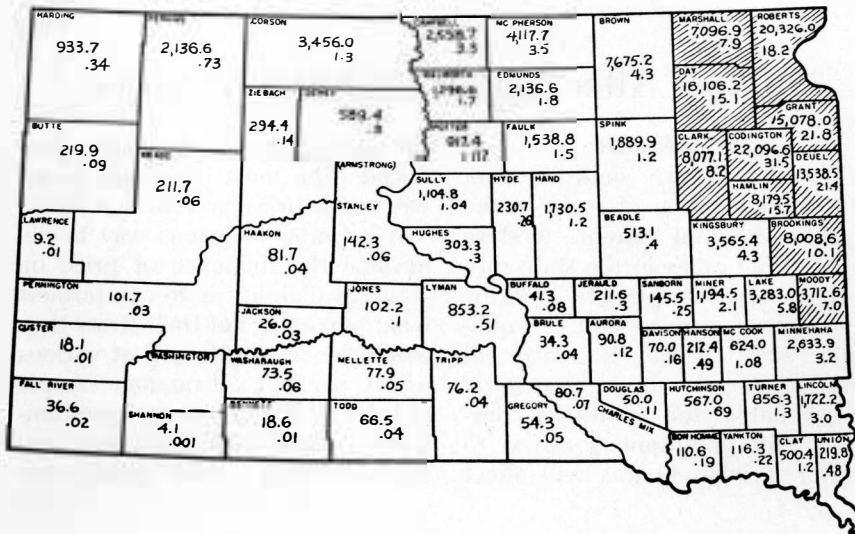 HARDING
933.7
.34
PERKINS
2,136.6
.73
CORSON
3,456.0
1.3
CAMPBELL
2,558.7
3.3
MC PHERSON
4,117.7
3.5
BROWN
7,675.2
4.3
MARSHALL
7,096.9
7.9
ROBERTS
20,326.0
18.2
WALWORTH
1.7
EDMUNDS
2,136.6
1.8
DAY
16,106.2
15.1
GRANT
15,078.0
21.8
BUTTE
219.9
.09
MEADE
211.7
.06
ZIEBACH
294.4
.14
DEWEY
589.4
POTTER
FAULK
1,538.8
1.5
SPINK
1,889.9
1.2
CLARK
8,077.1
8.2
CODINGTON
22,096.6
31.5
DEUEL
13,538.5
21.4
HAMLIN
8,179.5
15.7
(ARMSTRONG)
LAWRENCE
9.2
.01
HAAKON
81.7
.04
STANLEY
142.3
.06
SULLY
1,104.8
1.04
HUGHES
303.3
.3
HYDE
230.7
.26
HAND
1,730.5
1.2
BEADLE
513.1
.4
KINGSBURY
3,565.4
4.3
BROOKINGS
8,008.6
10.1
PENNINGTON
101.7
.03
JACKSON
26.0
.03
JONES
102.2
.1
LYMAN
853.2
.51
BUFFALO
41.3
.08
JERAULD
211.6
.3
SANBORN
145.5
.25
MINER
1,194.5
2.1
LAKE
3,283.0
5.8
MOODY
3,712.6
7.0
CUSTER
18.1
.01
(WASHINGTON)
WASHABAUGH
73.5
.06
MELLETTE
77.9
.05
TRIPP
76.2
.04
BRULE
34.3
.04
AURORA
90.8
.12
DAVISON
70.0
.16
HANSON
212.4
.49
MC COOK
624.0
1.08
MINNEHAHA
2,633.9
3.2
FALL RIVER
36.6
.02
SHANNON
4.1
.001
BENNETT
18.6
.01
TODD
66.5
.04
GREGORY
54.3
.05
80.7
.07
CHARLES MIX
DOUGLAS
50.0
.11
HUTCHINSON
567.0
.69
TURNER
856.3
1.3
LINCOLN
1,722.2
3.0
BON HOMME
110.6
.19
YANKTON
116.3
.22
CLAY
500.4
1.2
UNION
219.8
.48